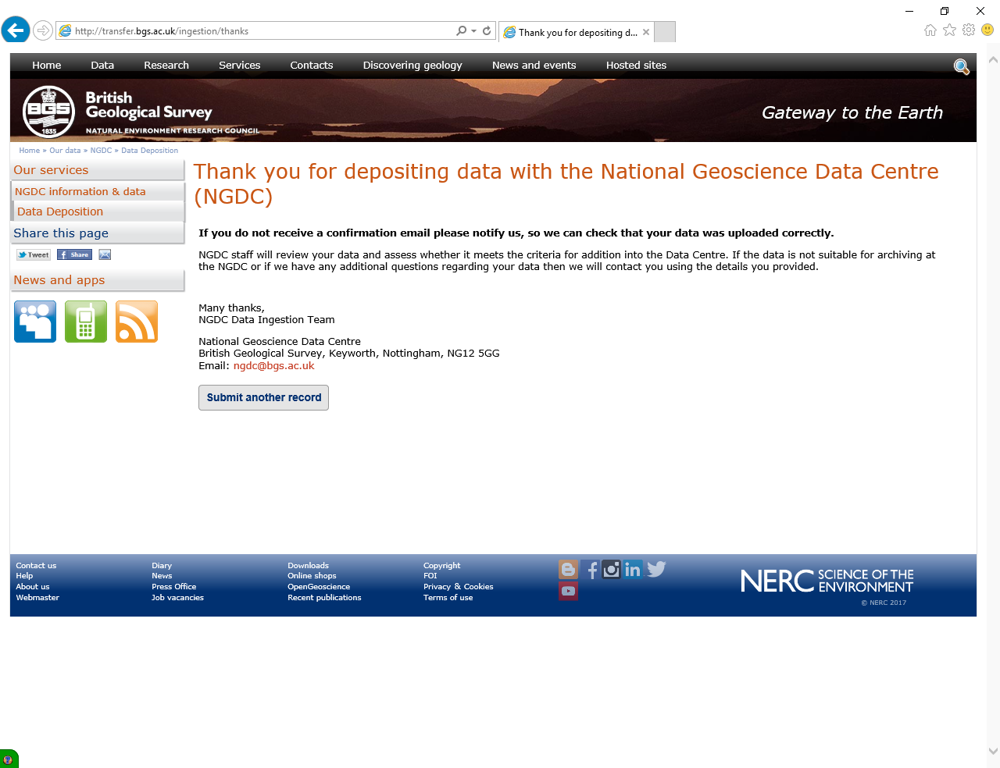 http://transfer.bgs.ac.uk/ingestion/thanks
Thank you for depositing d...
Home Data Research Services Contacts Discovering geology News and events Hosted sites
BGS
1835
British
Geological Survey
NATURAL ENVIRONMENT RESEARCH COUNCIL
Gateway to the Earth
Home » Our data » NGDC » Data Deposition
Our services
NGDC information & data
Data Deposition
Share this page
Tweet
f Share
News and apps
Thank you for depositing data with the National Geoscience Data Centre
(NGDC)
If you do not receive a confirmation email please notify us, so we can check that your data was uploaded correctly.
NGDC staff will review your data and assess whether it meets the criteria for addition into the Data Centre. If the data is not suitable for archiving at
the NGDC or if we have any additional questions regarding your data then we will contact you using the details you provided.
Many thanks,
NGDC Data Ingestion Team
National Geoscience Data Centre
British Geological Survey, Keyworth, Nottingham, NG12 5GG
Email: ngdc@bgs.ac.uk
Submit another record
Contact us
Help
About us
Webmaster
Diary
News
Press Office
Job vacancies
Downloads
Online shops
OpenGeoscience
Recent publications
Copyright
FOI
Privacy & Cookies
Terms of use
NERC SCIENCE OF THE
ENVIRONMENT
© NERC 2017